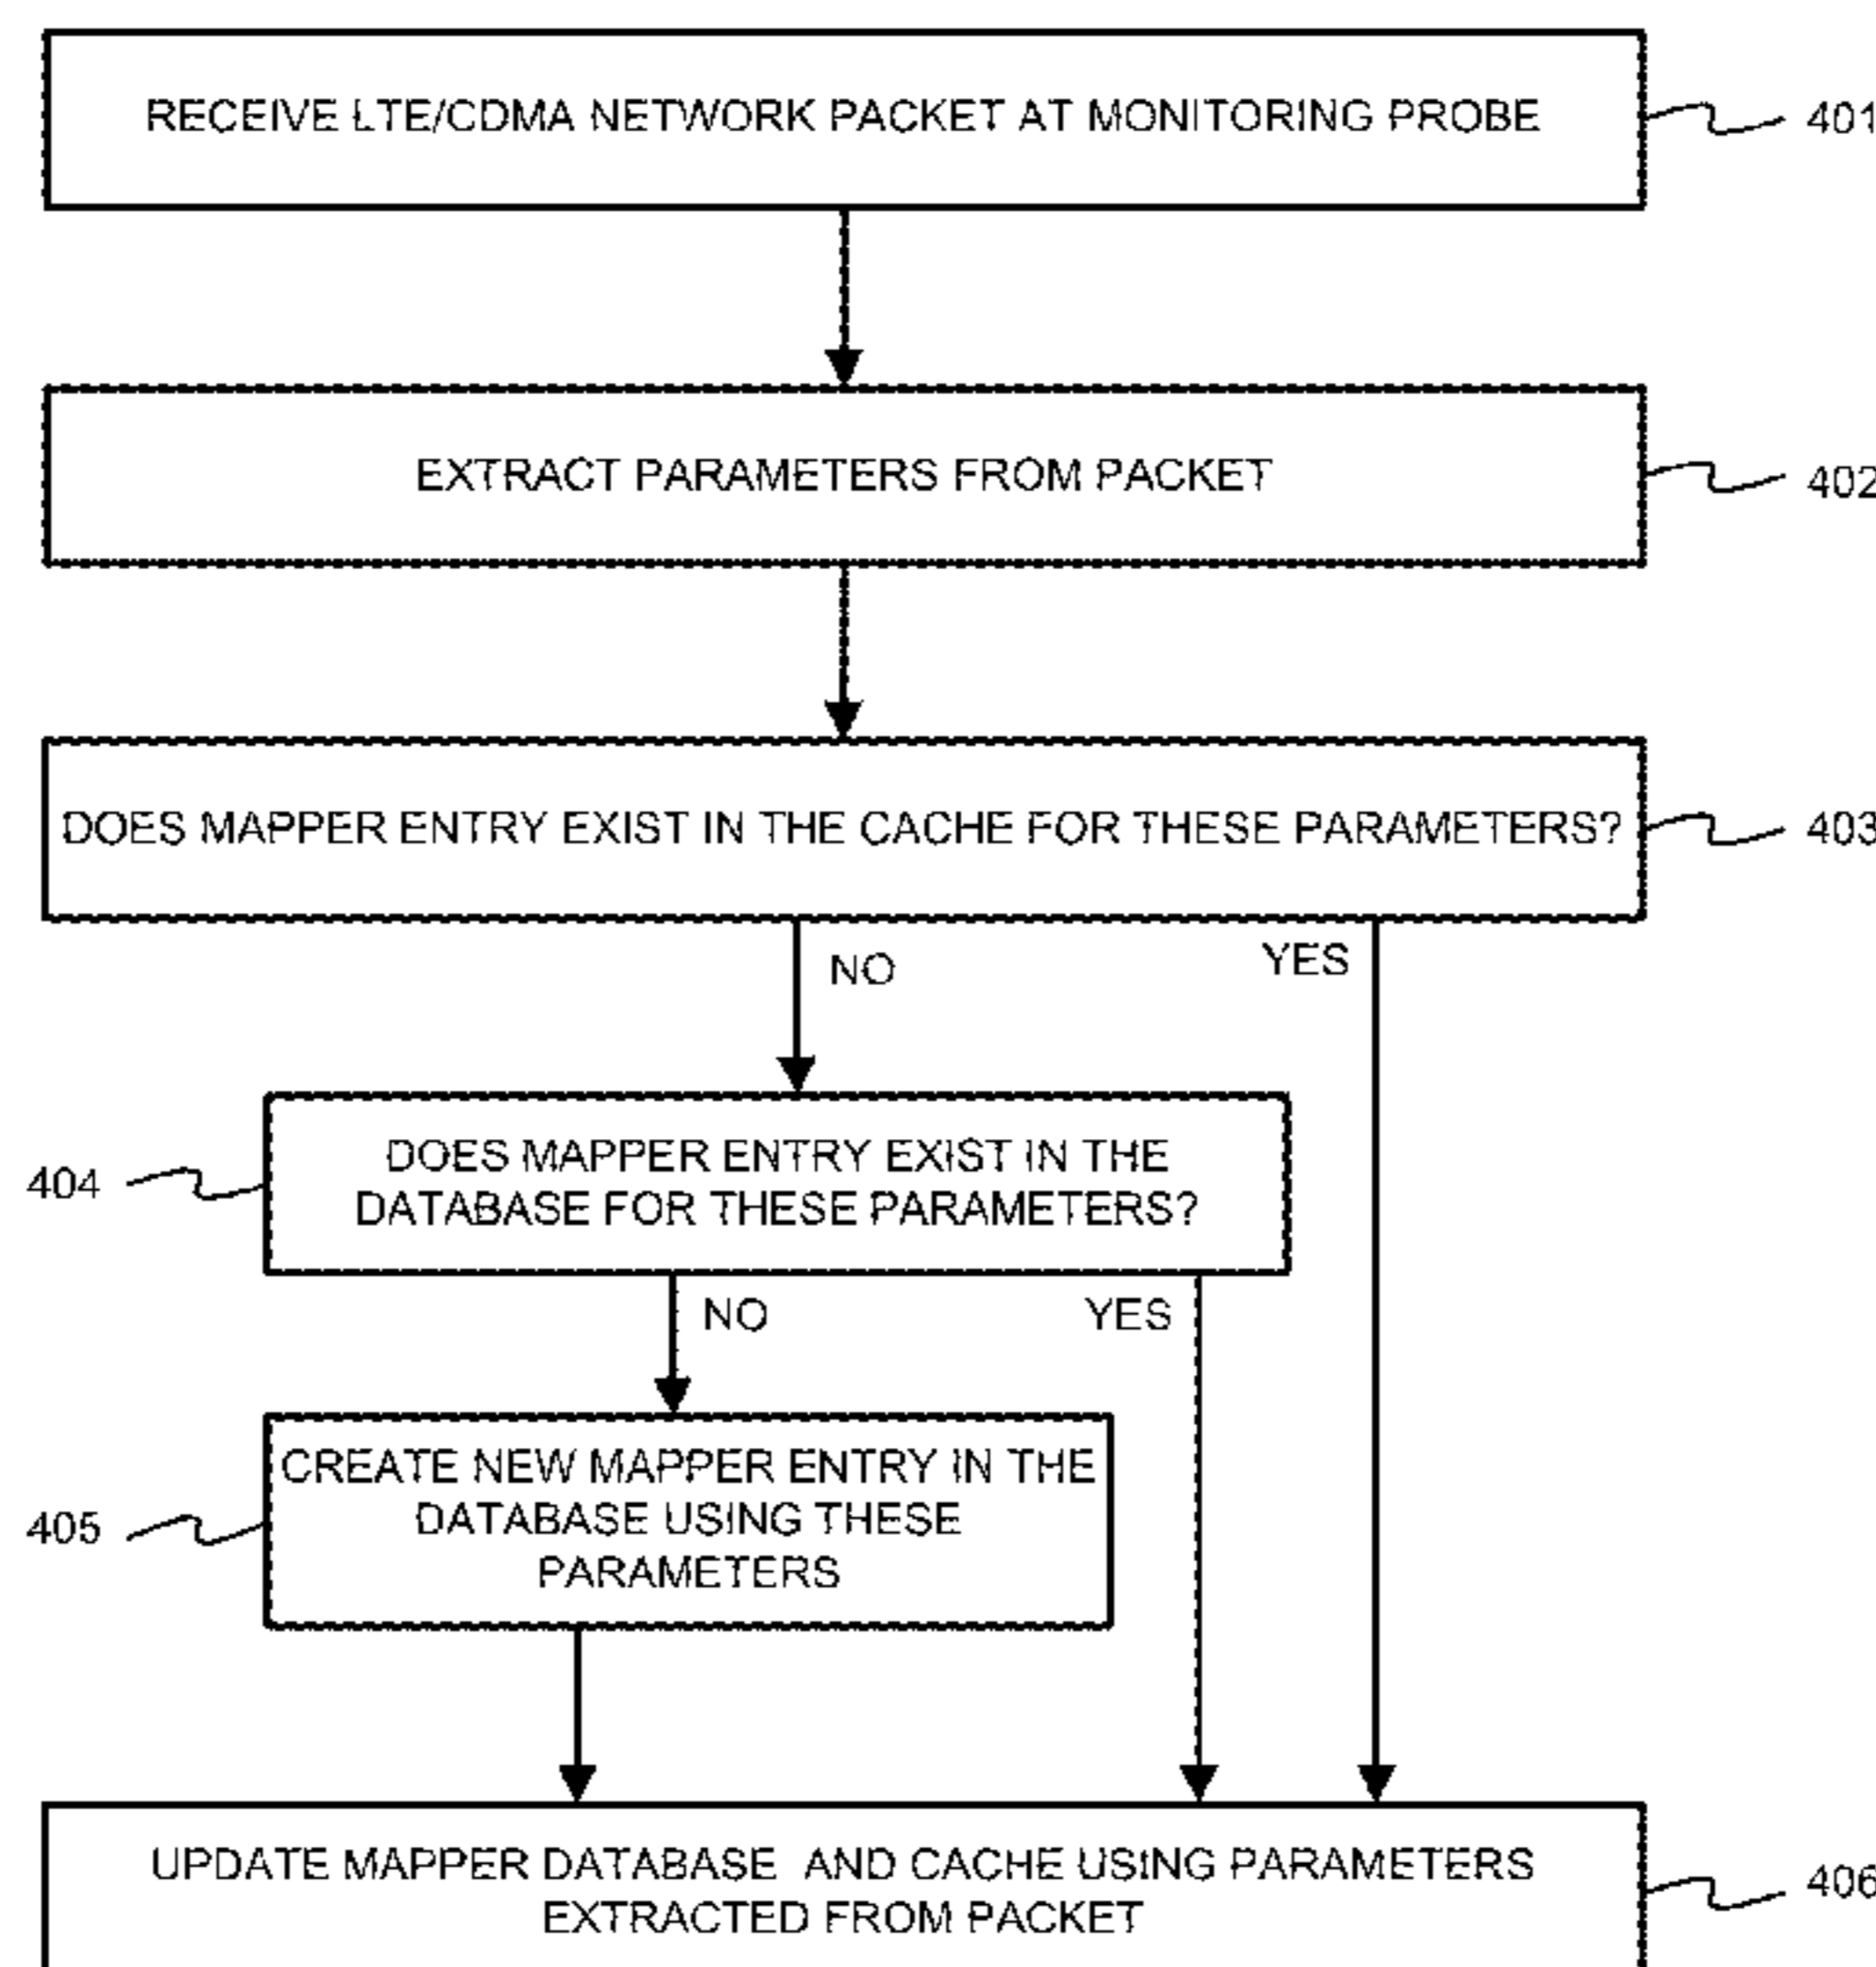 RECEIVE LTE/CDMA NETWORK PACKET AT MONITORING PROBE
401
EXTRACT PARAMETERS FROM PACKET
402
DOES MAPPER ENTRY EXIST IN THE CACHE FOR THESE PARAMETERS?
403
NO
YES
404
DOES MAPPER ENTRY EXIST IN THE
DATABASE FOR THESE PARAMETERS?
NO
YES
405
CREATE NEW MAPPER ENTRY IN THE
DATABASE USING THESE
PARAMETERS
UPDATE MAPPER DATABASE AND CACHE USING PARAMETERS
EXTRACTED FROM PACKET
406